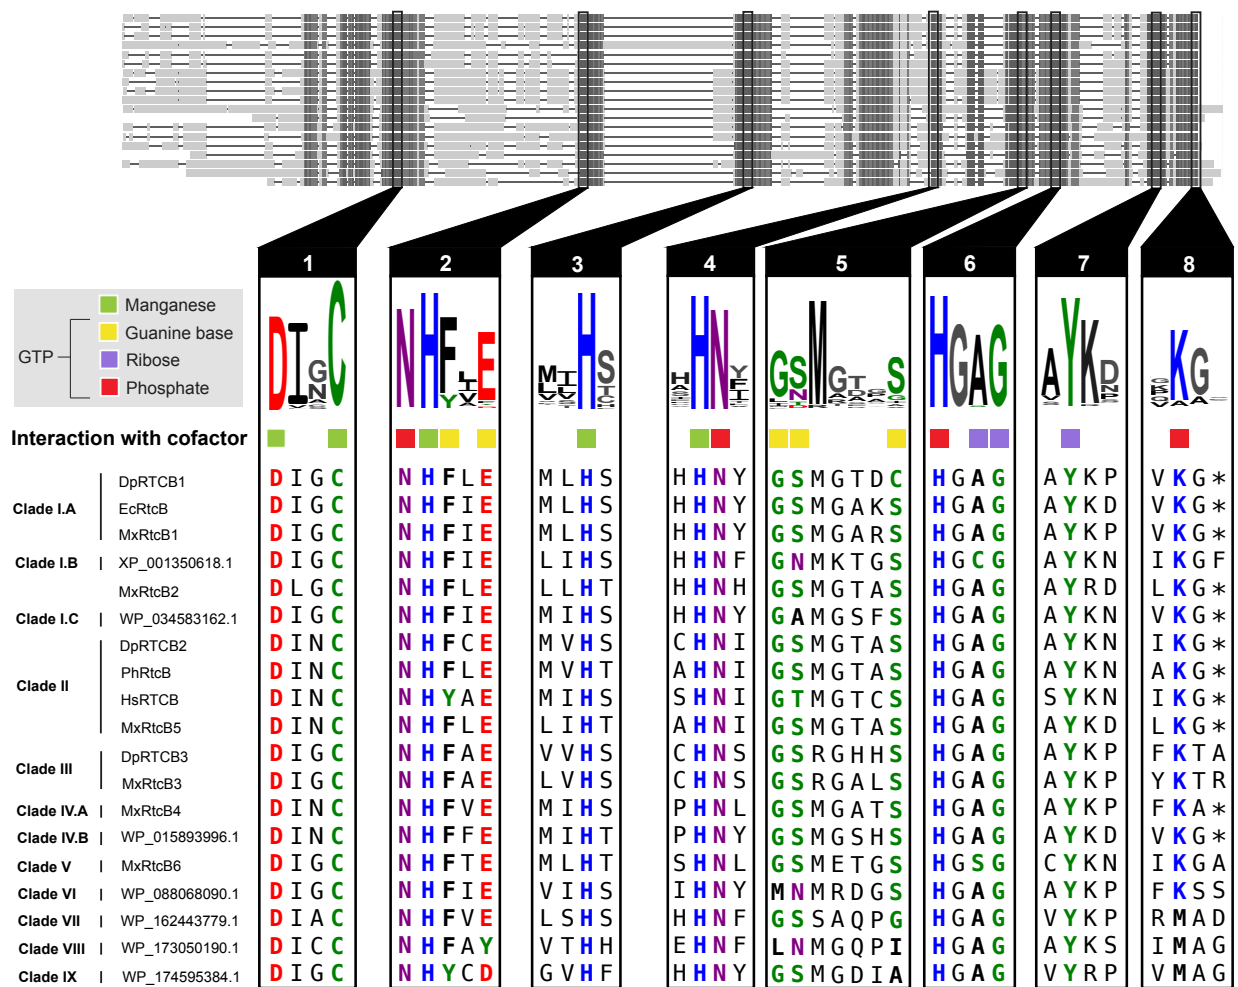 1 2 3 4 5 6 7 8
Manganese
Guanine base
GTP
Ribose
Phosphate
Interaction with cofactor
Clade I.A
DpRTCB1 DIGC NHFLE MLHS HHNY GSMGTDC HGAG AYKP VKG*
EcRtcB DIGC NHFIE MLHS HHNY GSMGAKS HGAG AYKD VKG*
MxRtcB1 DIGC NHFIE MLHS HHNY GSMGARS HGAG AYKP VKG*
Clade I.B XP_001350618.1 DIGC NHFIE LIHS HHNF GNMKTGS HGCG AYKN IKGF
MxRtcB2 DLGC NHFLE LLHT HHNH GSMGTAS HGAG AYRD LKG*
Clade I.C WP_034583162.1 DIGC NHFIE MIHS HHNY GAMGSFS HGAG AYKN VKG*
Clade II
DpRTCB2 DINC NHFCE MVHS CHNI GSMGTAS HGAG AYKN IKG*
PhRtcB DINC NHFLE MVHT AHNI GSMGTAS HGAG AYKN AKG*
HsRTCB DINC NHYAE MIHS SHNI GTMGTCS HGAG SYKN IKG*
MxRtcB5 DINC NHFLE LIHT AHNI GSMGTAS HGAG AYKD LKG*
Clade III
DpRTCB3 DIGC NHFAE VVHS CHNS GSRGHHS HGAG AYKP FKTA
MxRtcB3 DIGC NHFAE LVHS CHNS GSRGALS HGAG AYKP YKTR
Clade IV.A MxRtcB4 DINC NHFVE MIHS PHNL GSMGATS HGAG AYKP FKA*
Clade IV.B WP_015893996.1 DINC NHFFE MIHT PHNY GSMGSHS HGAG AYKD VKG*
Clade V MxRtcB6 DIGC NHFTE MLHT SHNL GSMETGS HGSG CYKN IKGA
Clade VI WP_088068090.1 DIGC NHFIE VIHS IHNY MNMRDGS HGAG AYKP FKSS
Clade VII WP_162443779.1 DIAC NHFVE LSHS HHNF GSSAQPG HGAG VYKP RMAD
Clade VIII WP_173050190.1 DICC NHFAY VTHH EHNF LNMGQPI HGAG AYKS IMAG
Clade IX WP_174595384.1 DIGC NHYCD GVHF HHNY GSMGDIA HGAG VYRP VMAG